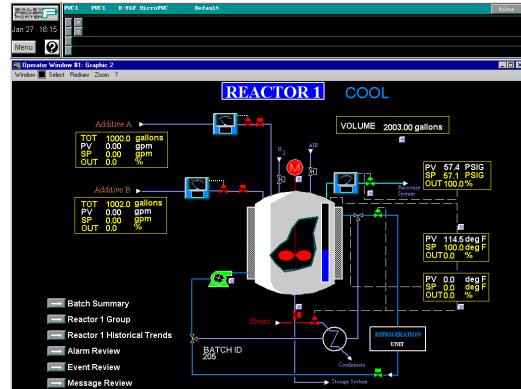 BAILEY
FISCHER
PORTER
PWC1 PWC1 B-F&P MicroPWC Default
Filter
Jan 27 16:15
Menu
Operator Window #1: Graphic 2
Window Select Redraw Zoom ?
REACTOR 1 COOL
Additive A
TOT 1000.0 gallons
PV 0.00 gpm
SP 0.00 gpm
OUT 0.0 %
VOLUME 2003.00 gallons
N2
AIR
M
PV 57.4 PSIG
SP 57.1 PSIG
OUT 100.0 %
Recovery
System
Additive B
TOT 1002.0 gallons
PV 0.00 gpm
SP 0.00 gpm
OUT 0.0 %
PV 114.5 deg F
SP 100.0 deg F
OUT 0.0 %
PV 0.0 deg F
SP 0.0 deg F
OUT 0.0 %
Batch Summary
Reactor 1 Group
Reactor 1 Historical Trends
Alarm Review
Event Review
Message Review
Steam
BATCH ID
206
REFRIGERATION
UNIT
Condensate
Storage System